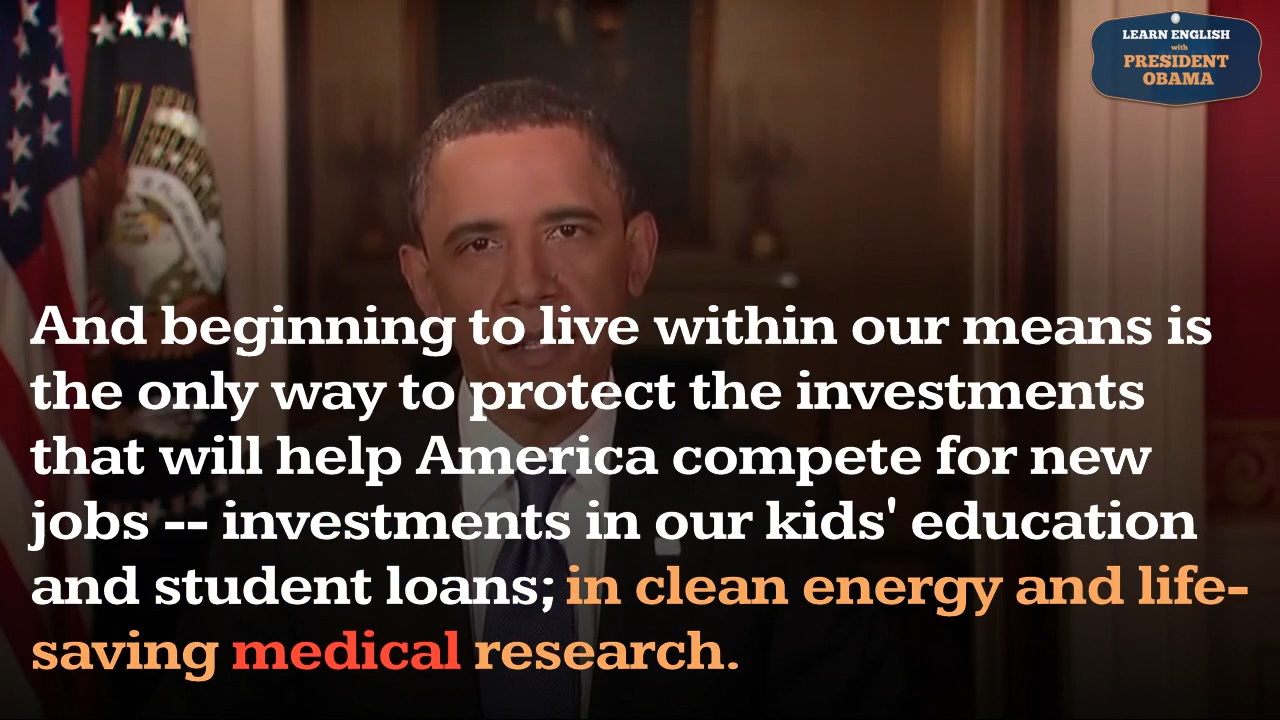 LEARN ENGLISH
with
PRESIDENT
OBAMA
And beginning to live within our means is
the only way to protect the investments
that will help America compete for new
jobs -- investments in our kids' education
and student loans; in clean energy and life-
saving medical research.